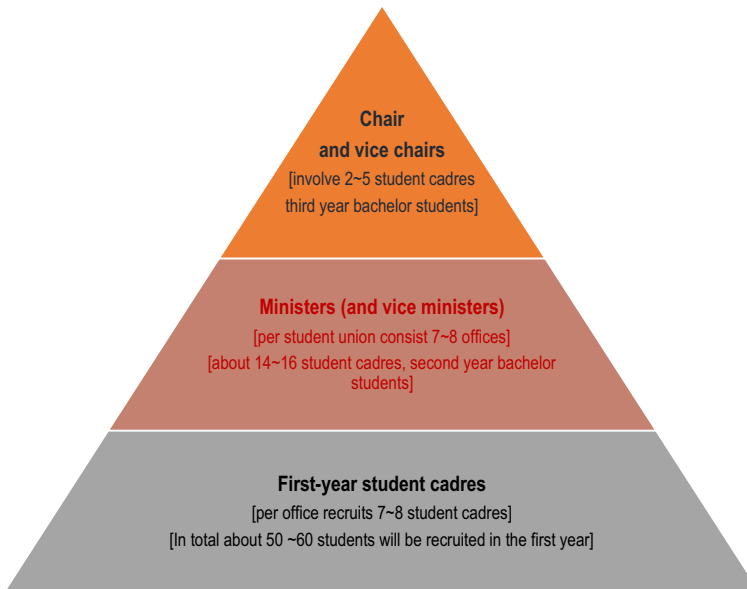 Chair
and vice chairs
[involve 2~5 student cadres
third year bachelor students]
Ministers (and vice ministers)
[per student union consist 7~8 offices]
[about 14~16 student cadres, second year bachelor
students]
First-year student cadres
[per office recruits 7~8 student cadres]
[In total about 50 ~60 students will be recruited in the first year]